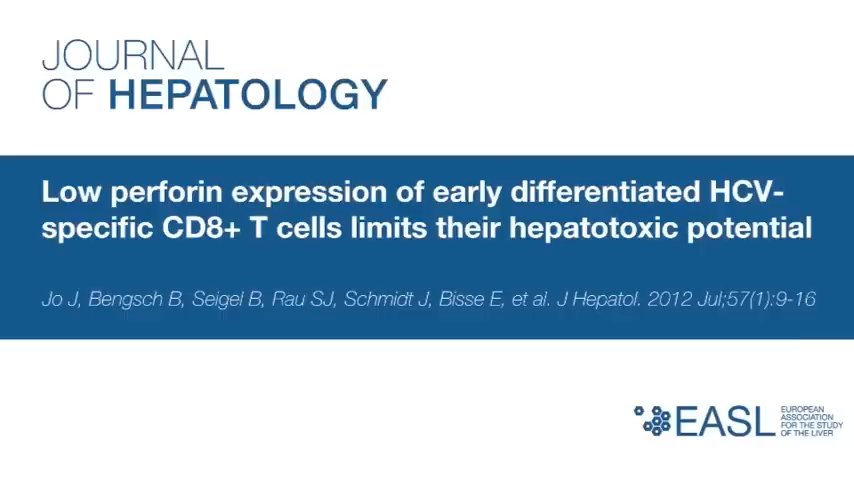 JOURNAL
OF HEPATOLOGY
Low perforin expression of early differentiated HCV-
specific CD8+ T cells limits their hepatotoxic potential
Jo J, Bengsch B, Seigel B, Rau SJ, Schmidt J, Bisse E, et al. J Hepatol. 2012 Jul;57(1):9-16
EASL
EUROPEAN
ASSOCIATION
FOR THE STUDY
OF THE LIVER